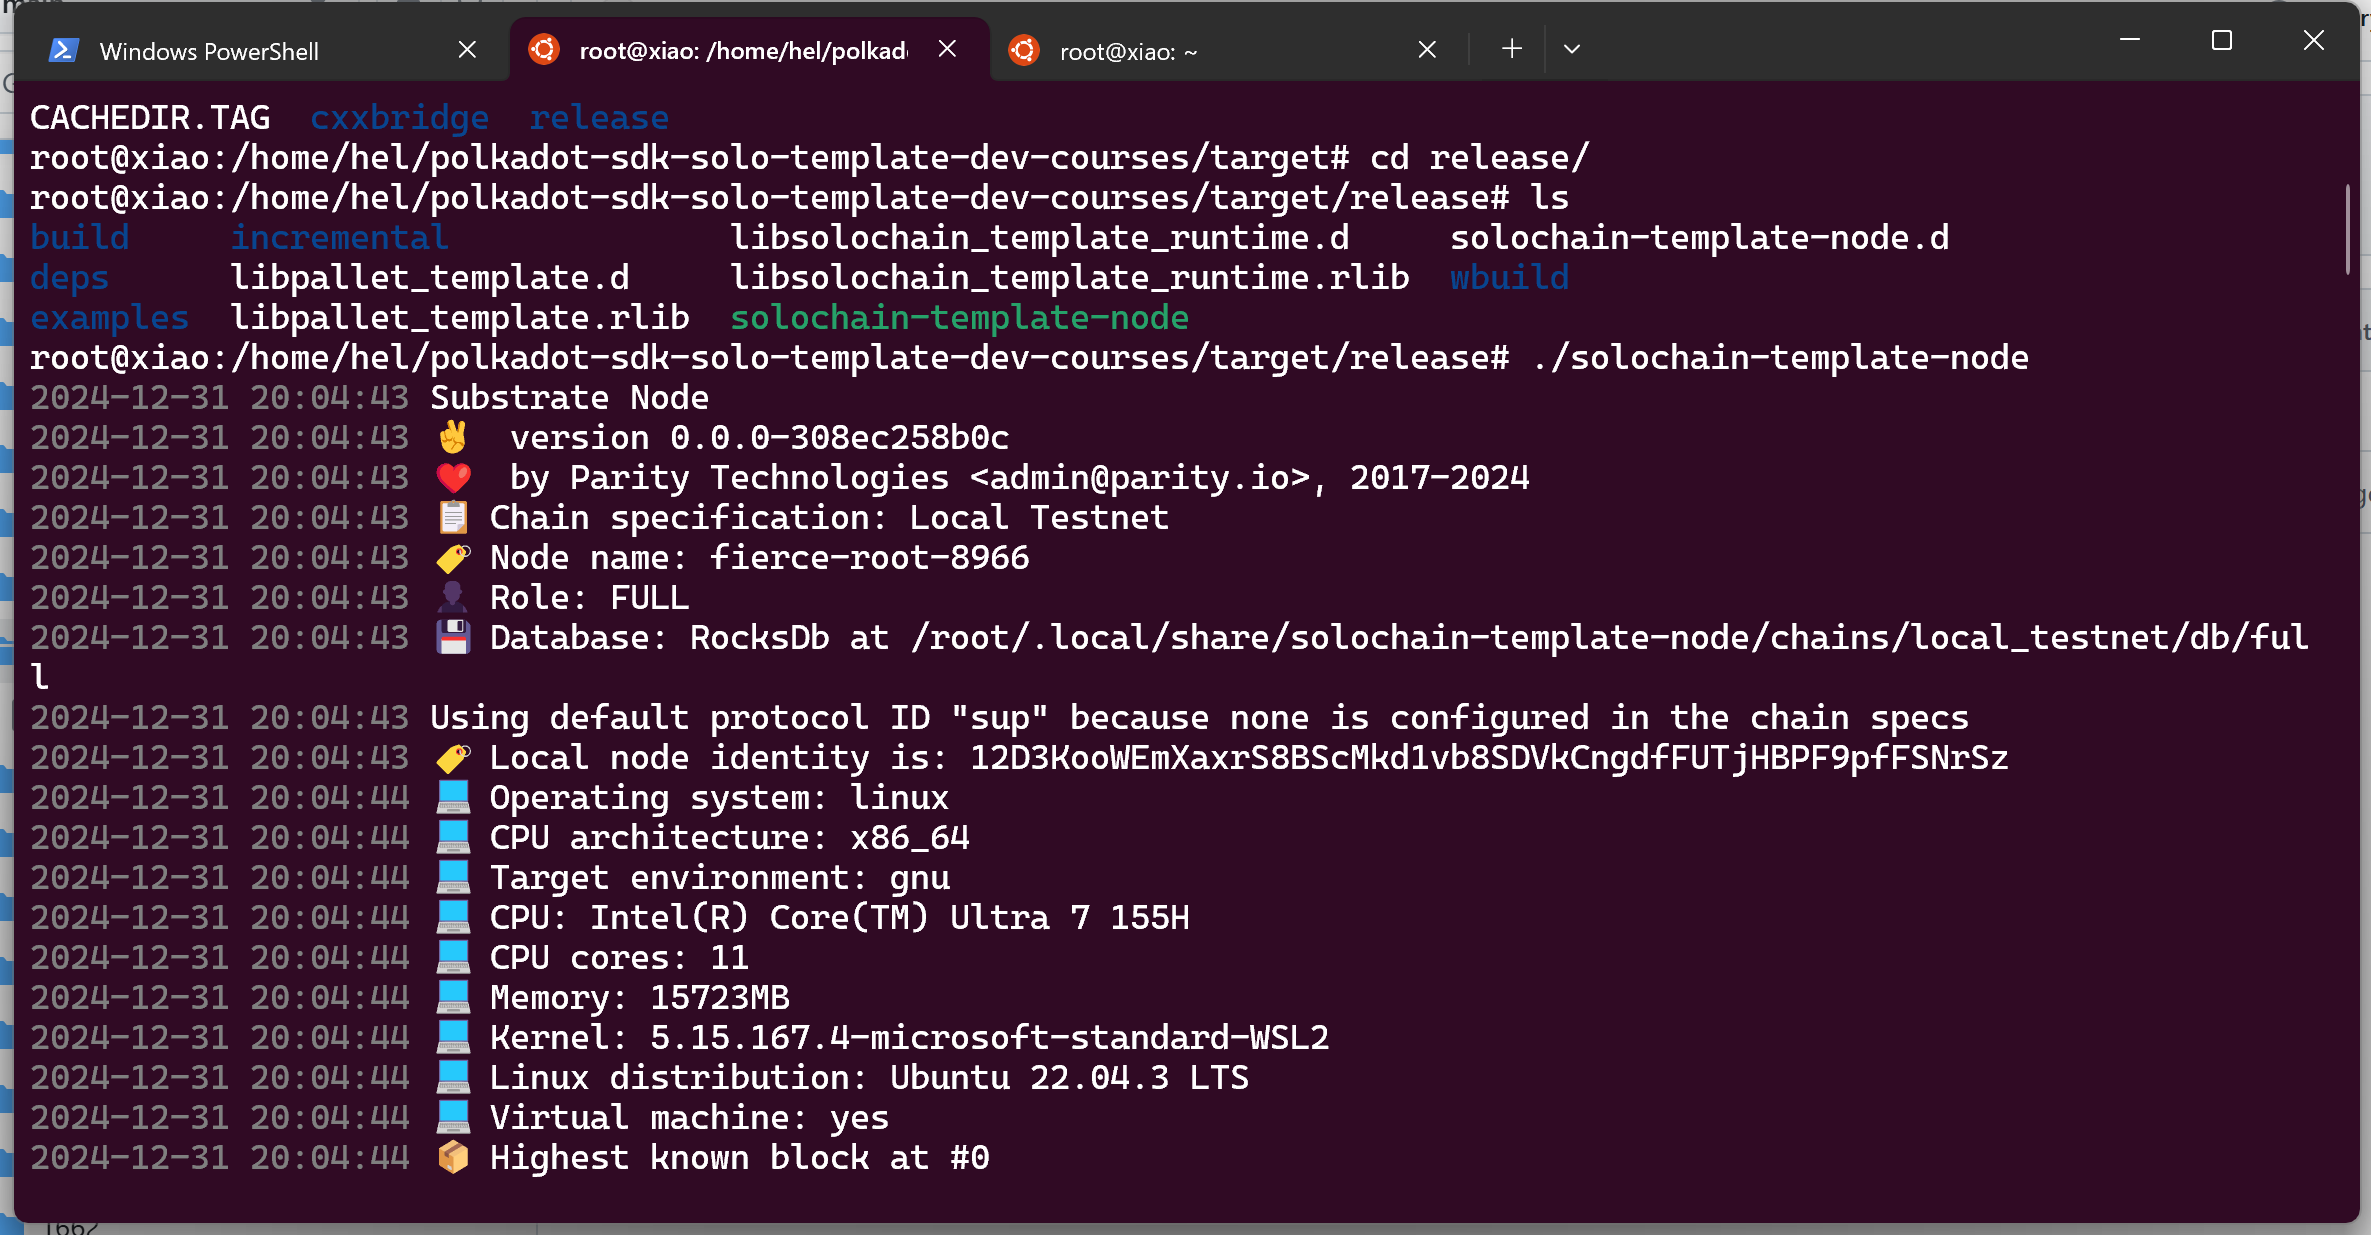 Windows PowerShell
root@xiao: /home/hel/polkad
root@xiao: ~
CACHEDIR.TAG cxxbridge release
root@xiao:/home/hel/polkadot-sdk-solo-template-dev-courses/target# cd release/
root@xiao:/home/hel/polkadot-sdk-solo-template-dev-courses/target/release# ls
build incremental libsolochain_template_runtime.d solochain-template-node.d
deps libpallet_template.d libsolochain_template_runtime.rlib wbuild
examples libpallet_template.rlib solochain-template-node
root@xiao:/home/hel/polkadot-sdk-solo-template-dev-courses/target/release# ./solochain-template-node
2024-12-31 20:04:43 Substrate Node
2024-12-31 20:04:43 ✌️ version 0.0.0-308ec258b0c
2024-12-31 20:04:43 ❤️ by Parity Technologies <admin@parity.io>, 2017-2024
2024-12-31 20:04:43 📋 Chain specification: Local Testnet
2024-12-31 20:04:43 🏷 Node name: fierce-root-8966
2024-12-31 20:04:43 👤 Role: FULL
2024-12-31 20:04:43 💾 Database: RocksDb at /root/.local/share/solochain-template-node/chains/local_testnet/db/ful
l
2024-12-31 20:04:43 Using default protocol ID "sup" because none is configured in the chain specs
2024-12-31 20:04:43 🏷 Local node identity is: 12D3KooWEmXaxrS8BScMkd1vb8SDVkCngdfFUTjHBPF9pfFSNrSz
2024-12-31 20:04:44 💻 Operating system: linux
2024-12-31 20:04:44 💻 CPU architecture: x86_64
2024-12-31 20:04:44 💻 Target environment: gnu
2024-12-31 20:04:44 💻 CPU: Intel(R) Core(TM) Ultra 7 155H
2024-12-31 20:04:44 💻 CPU cores: 11
2024-12-31 20:04:44 💻 Memory: 15723MB
2024-12-31 20:04:44 💻 Kernel: 5.15.167.4-microsoft-standard-WSL2
2024-12-31 20:04:44 💻 Linux distribution: Ubuntu 22.04.3 LTS
2024-12-31 20:04:44 💻 Virtual machine: yes
2024-12-31 20:04:44 📦 Highest known block at #0